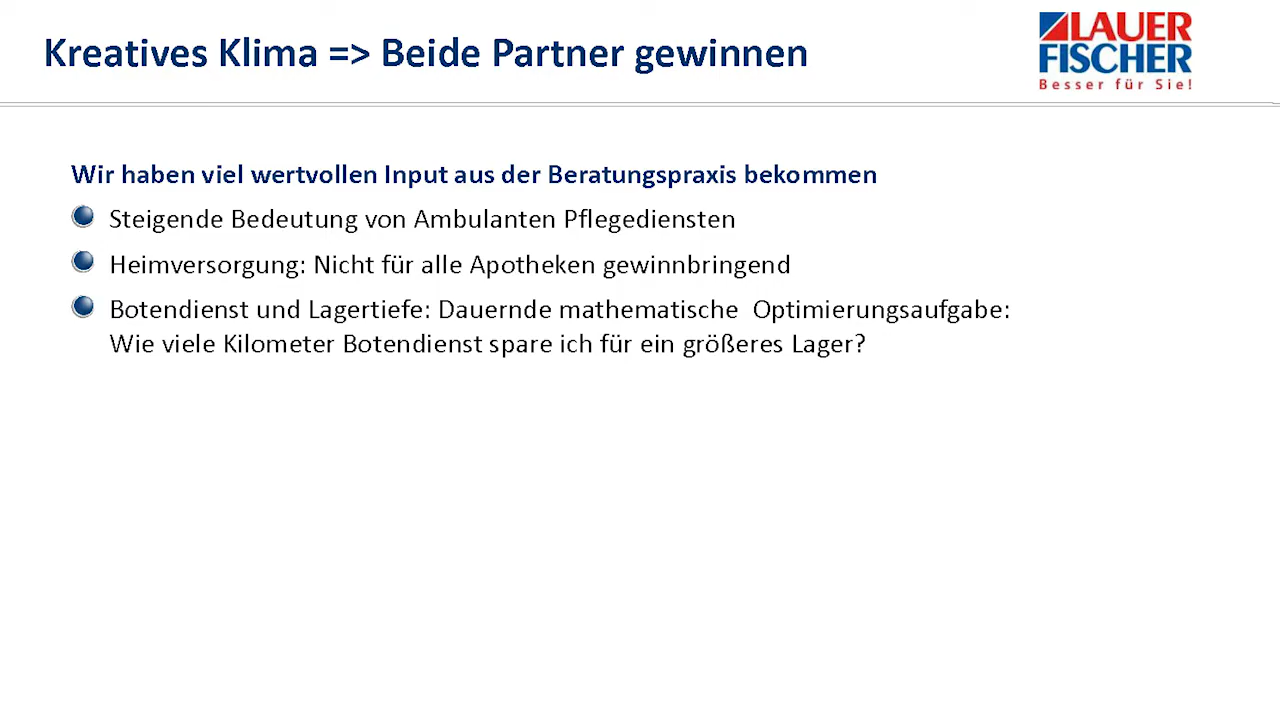 Kreatives Klima => Beide Partner gewinnen
LAUER
FISCHER
Besser für Sie!
Wir haben viel wertvollen Input aus der Beratungspraxis bekommen
Steigende Bedeutung von Ambulanten Pflegediensten
Heimversorgung: Nicht für alle Apotheken gewinnbringend
Botendienst und Lagertiefe: Dauernde mathematische  Optimierungsaufgabe:
Wie viele Kilometer Botendienst spare ich für ein größeres Lager?